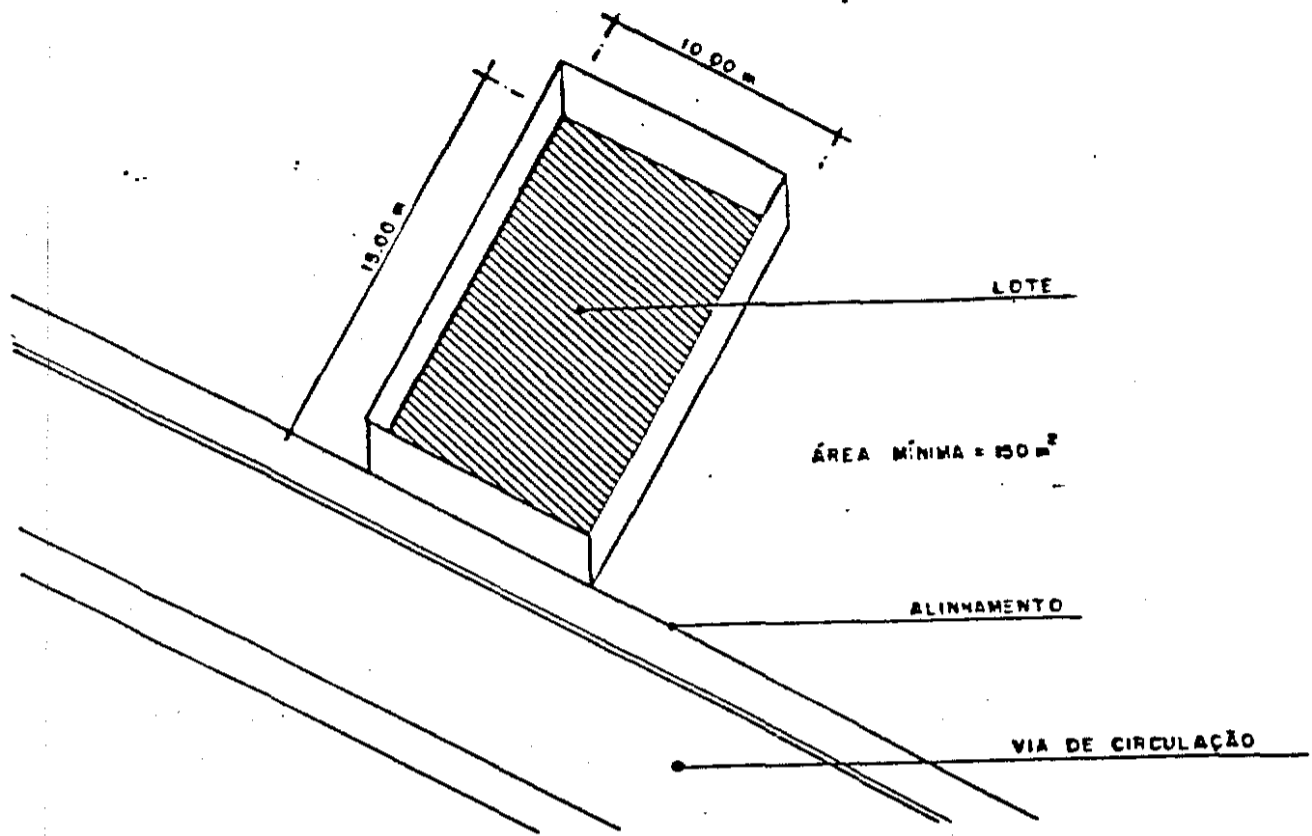 10 00 m
15.00 m
LOTE
ÁREA MÍNIMA = 150 m²
ALINHAMENTO
VIA DE CIRCULAÇÃO